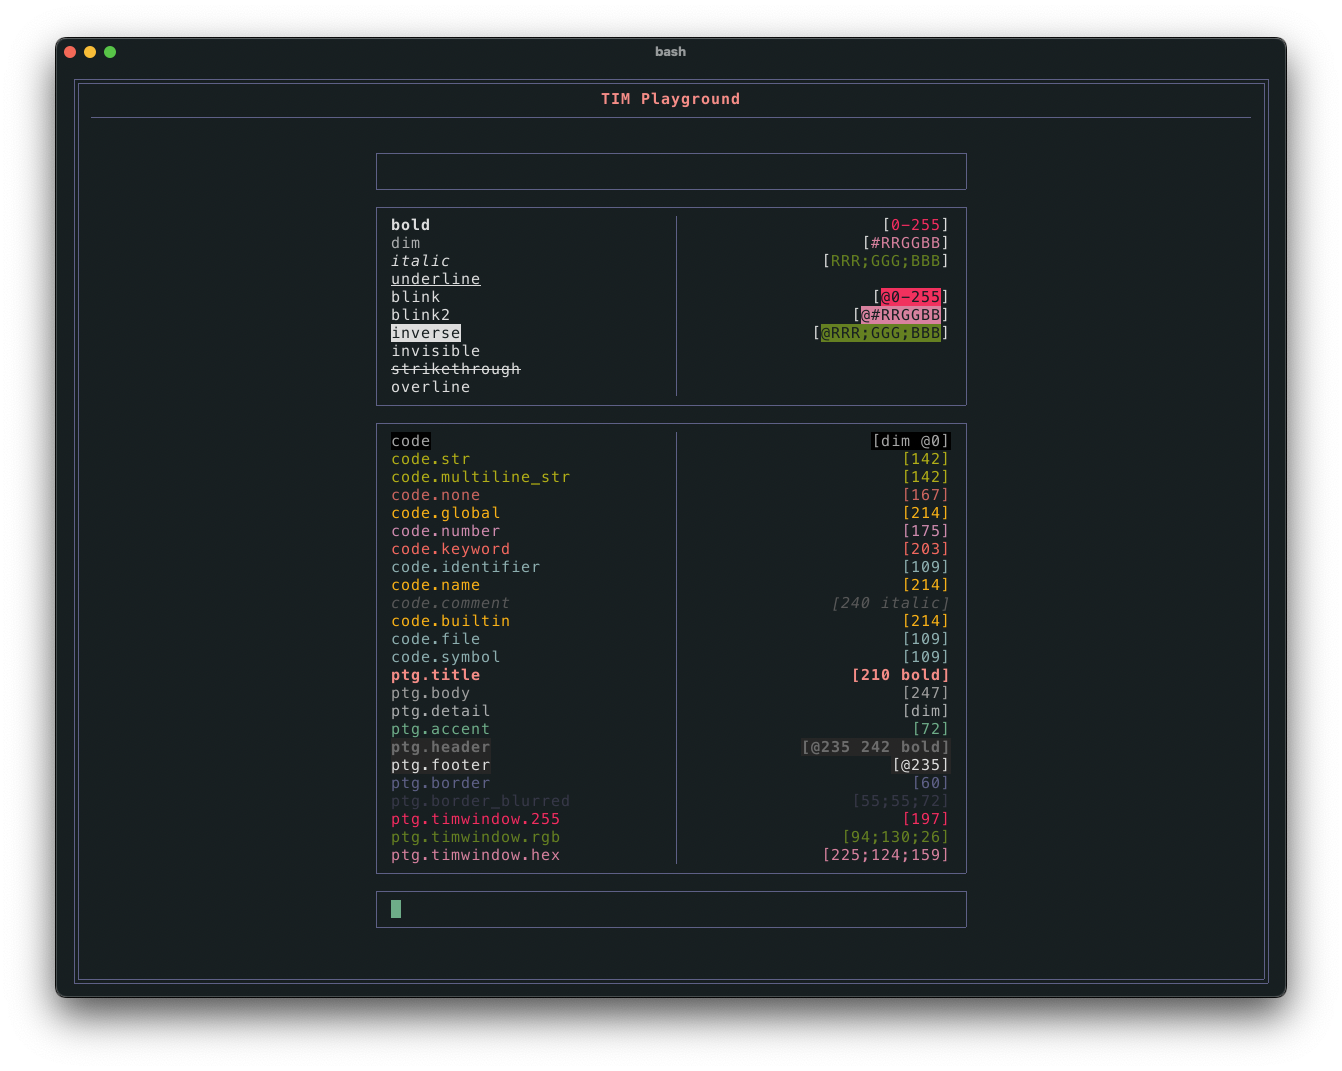 bash
TIM Playground
bold [0-255]
dim [#RRGGBB]
italic [RRR;GGG;BBB]
underline
blink [@0-255]
blink2 [@#RRGGBB]
inverse [@RRR;GGG;BBB]
invisible
strikethrough
overline
code [dim @0]
code.str [142]
code.multiline_str [142]
code.none [167]
code.global [214]
code.number [175]
code.keyword [203]
code.identifier [109]
code.name [214]
code.comment [240 italic]
code.builtin [214]
code.file [109]
code.symbol [109]
ptg.title [210 bold]
ptg.body [247]
ptg.detail [dim]
ptg.accent [72]
ptg.header [@235 242 bold]
ptg.footer [@235]
ptg.border [60]
ptg.border_blurred [55;55;72]
ptg.timwindow.255 [197]
ptg.timwindow.rgb [94;130;26]
ptg.timwindow.hex [225;124;159]